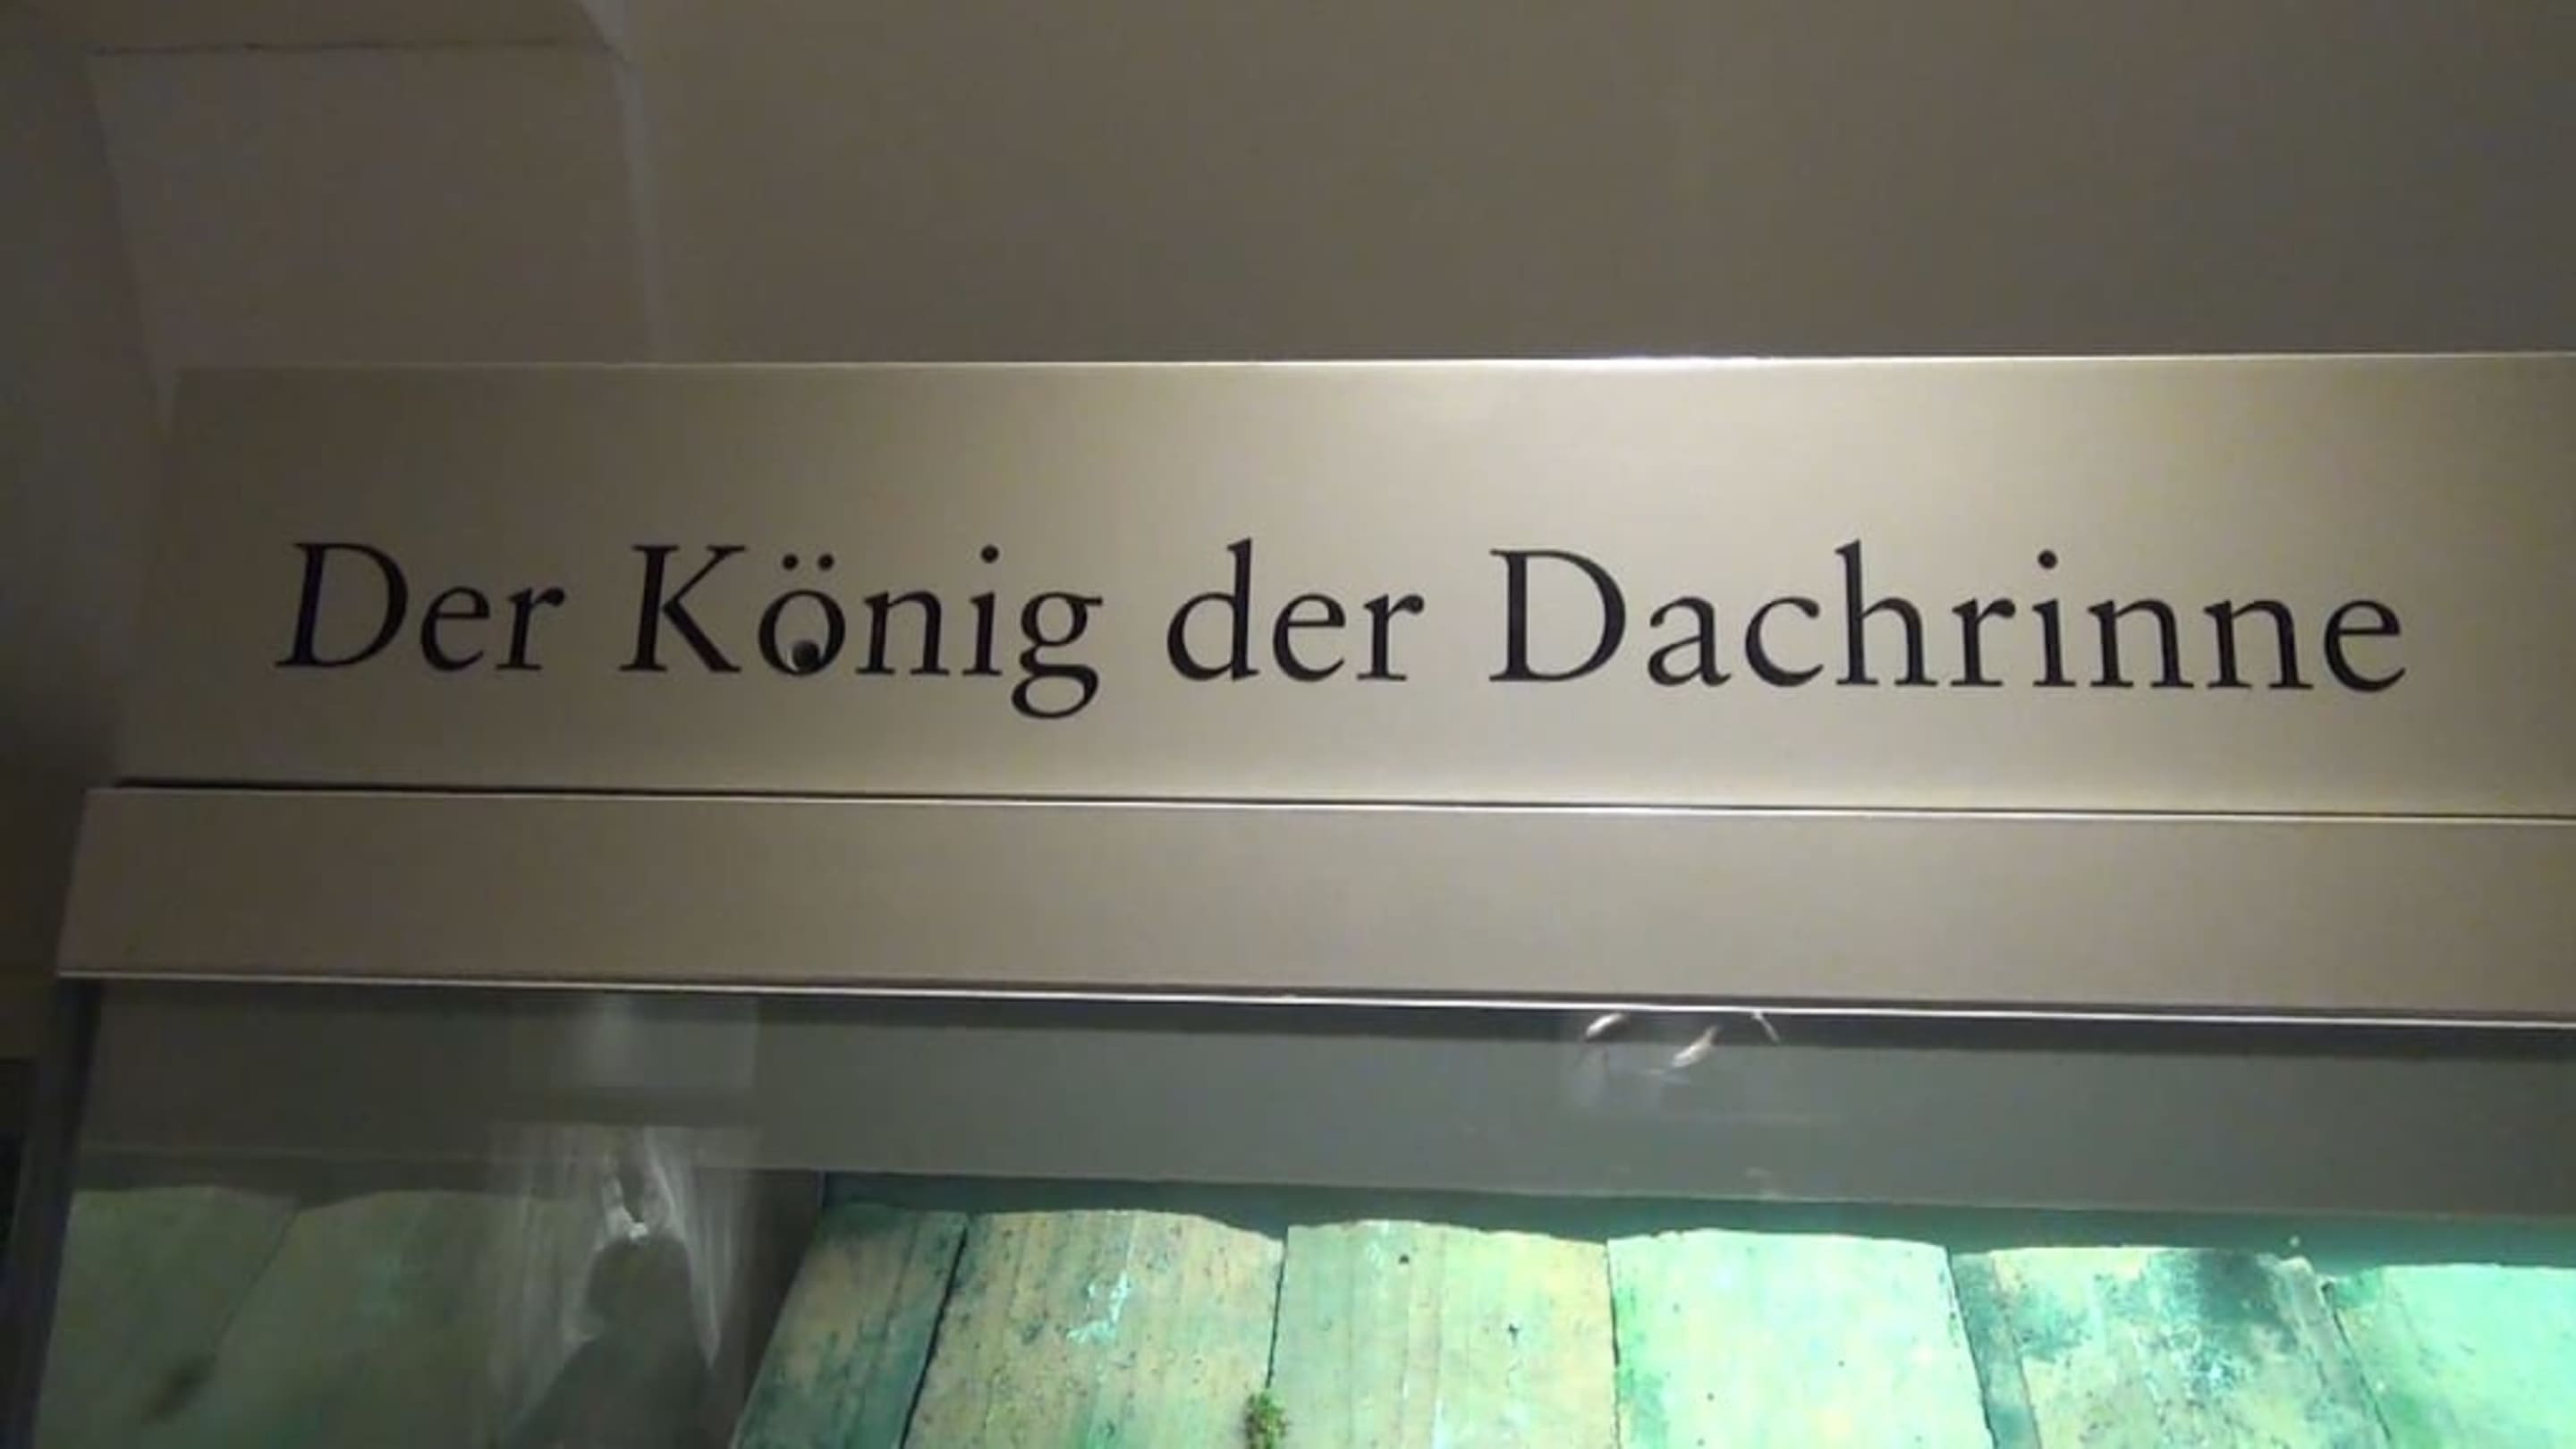 Der König der Dachrinne